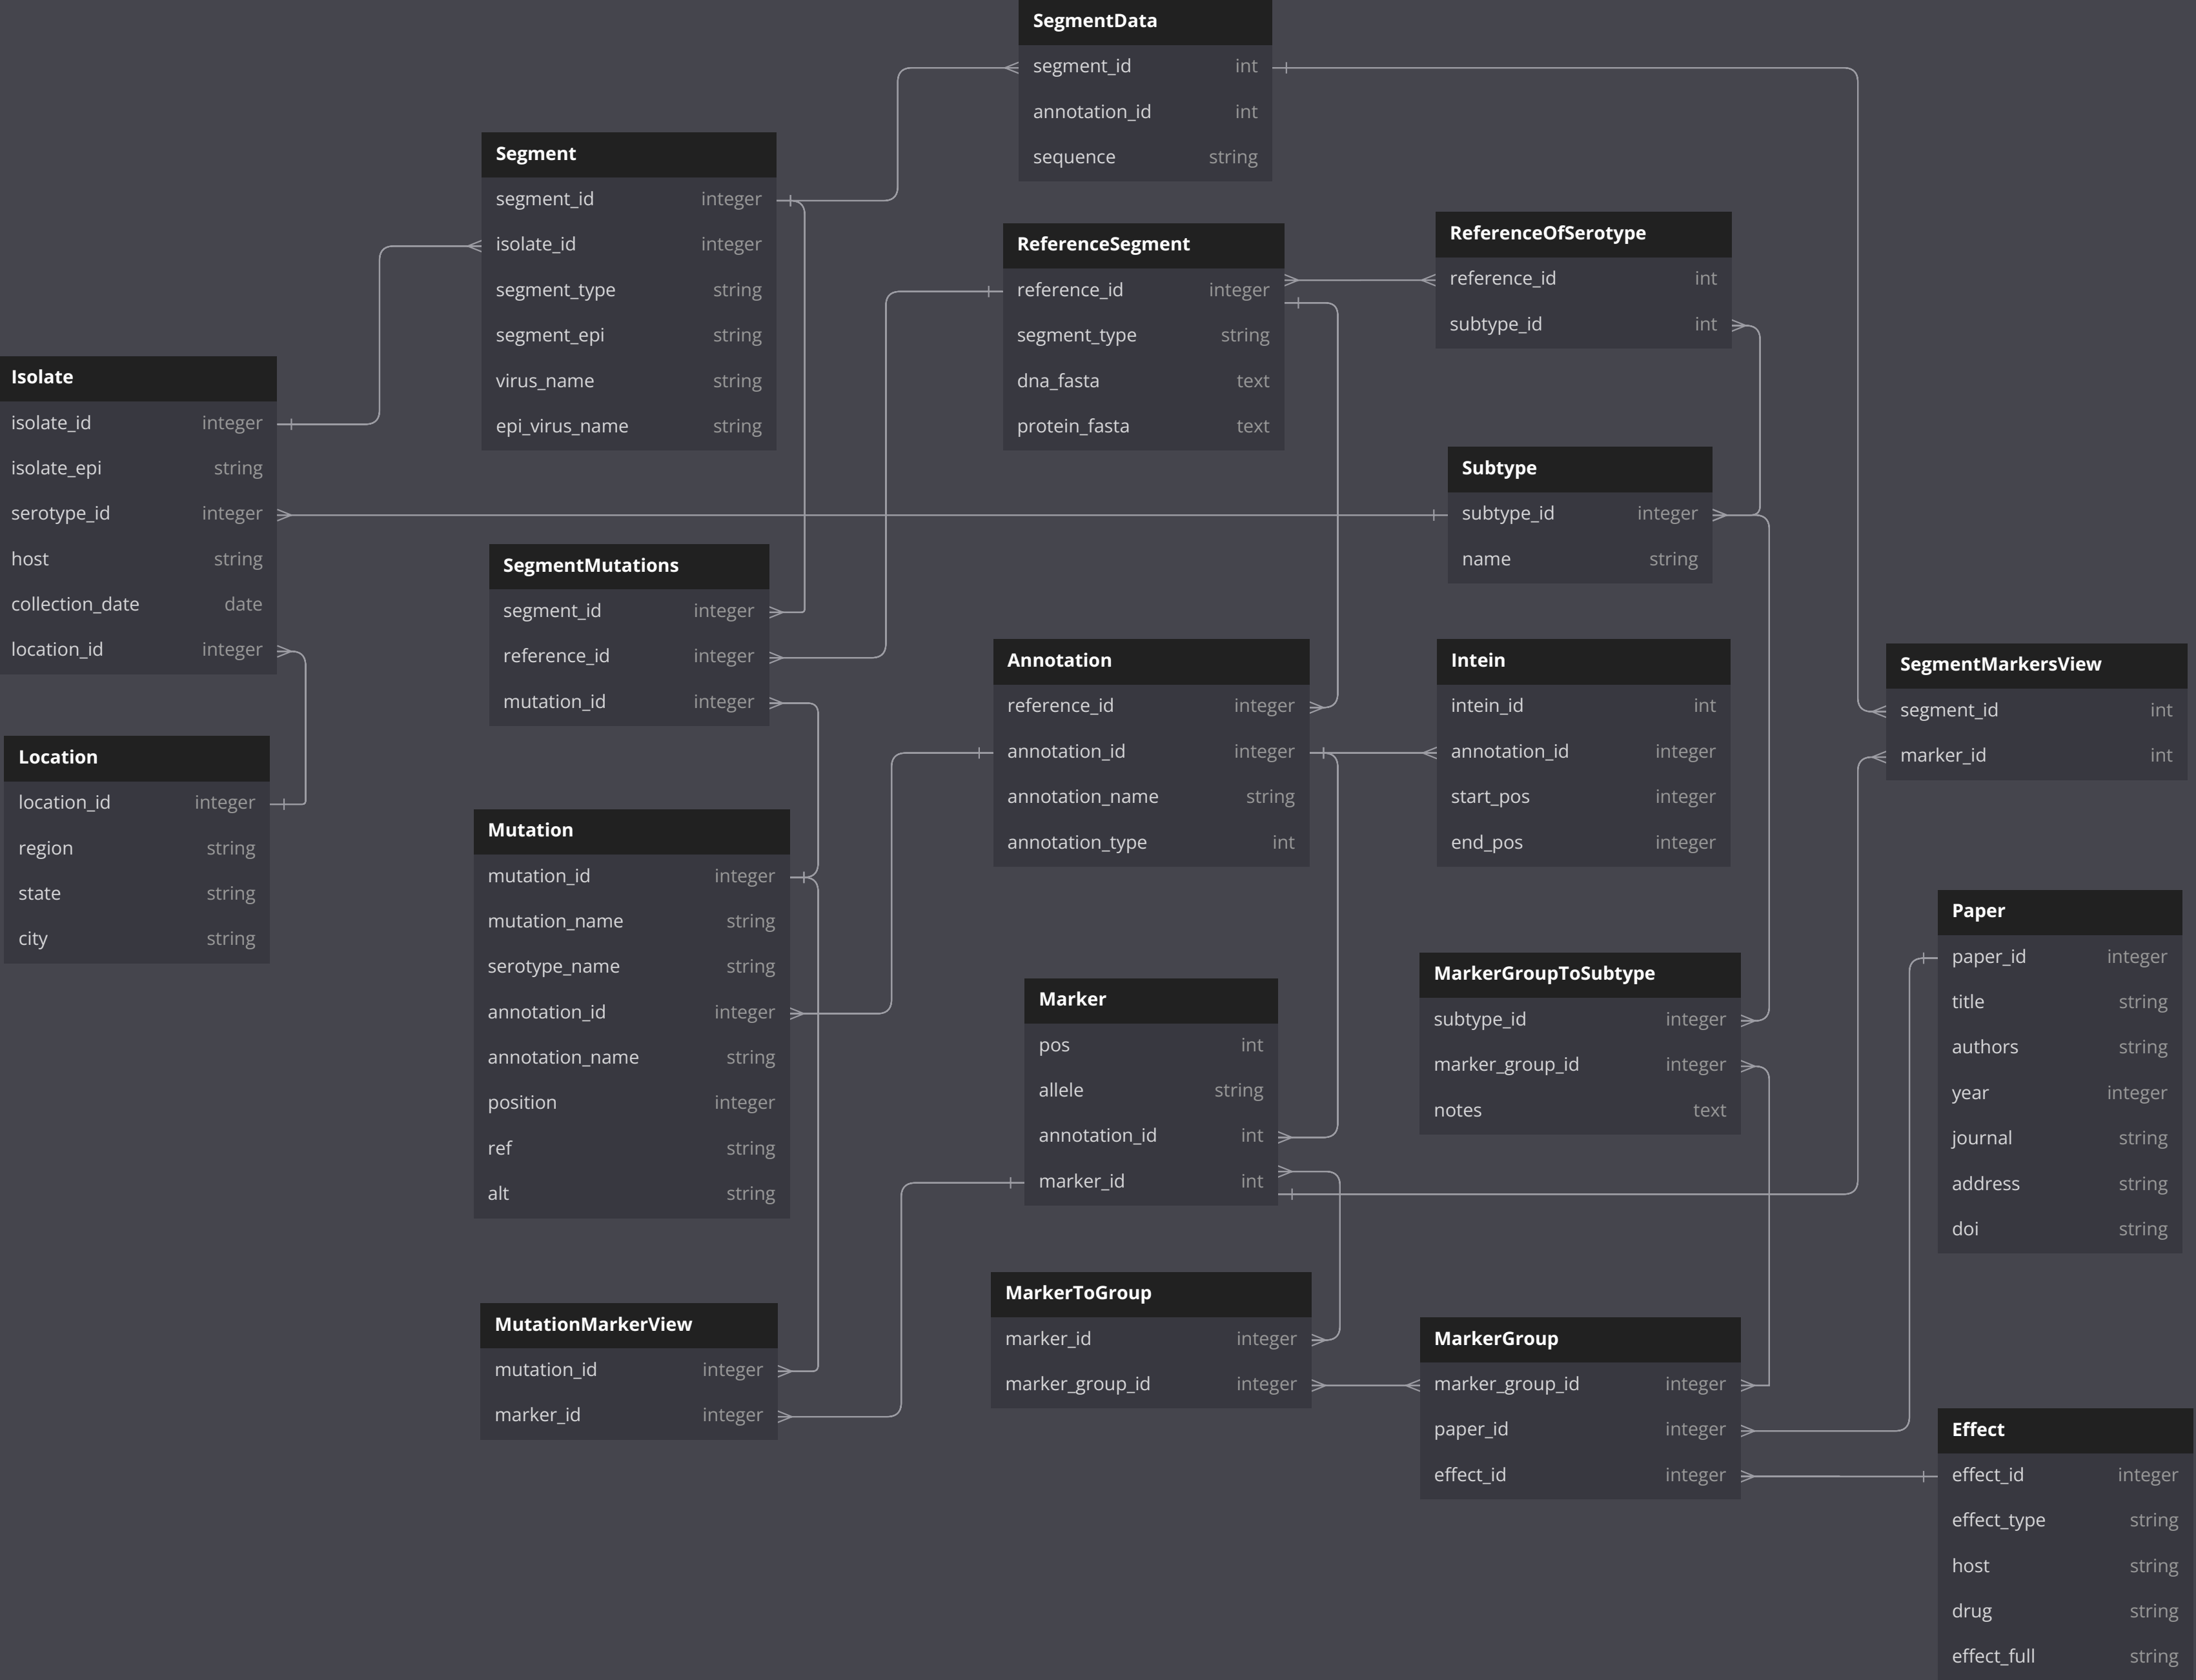 SegmentData
segment_id int
annotation_id int
sequence string
Segment
segment_id integer
isolate_id integer
segment_type string
segment_epi string
virus_name string
epi_virus_name string
ReferenceSegment
reference_id integer
segment_type string
dna_fasta text
protein_fasta text
ReferenceOfSerotype
reference_id int
subtype_id int
Isolate
isolate_id integer
isolate_epi string
serotype_id integer
host string
collection_date date
location_id integer
Subtype
subtype_id integer
name string
SegmentMutations
segment_id integer
reference_id integer
mutation_id integer
Annotation
reference_id integer
annotation_id integer
annotation_name string
annotation_type int
Intein
intein_id int
annotation_id integer
start_pos integer
end_pos integer
SegmentMarkersView
segment_id int
marker_id int
Location
location_id integer
region string
state string
city string
Mutation
mutation_id integer
mutation_name string
serotype_name string
annotation_id integer
annotation_name string
position integer
ref string
alt string
Paper
paper_id integer
title string
authors string
year integer
journal string
address string
doi string
MarkerGroupToSubtype
subtype_id integer
marker_group_id integer
notes text
Marker
pos int
allele string
annotation_id int
marker_id int
MarkerToGroup
marker_id integer
marker_group_id integer
MutationMarkerView
mutation_id integer
marker_id integer
MarkerGroup
marker_group_id integer
paper_id integer
effect_id integer
Effect
effect_id integer
effect_type string
host string
drug string
effect_full string